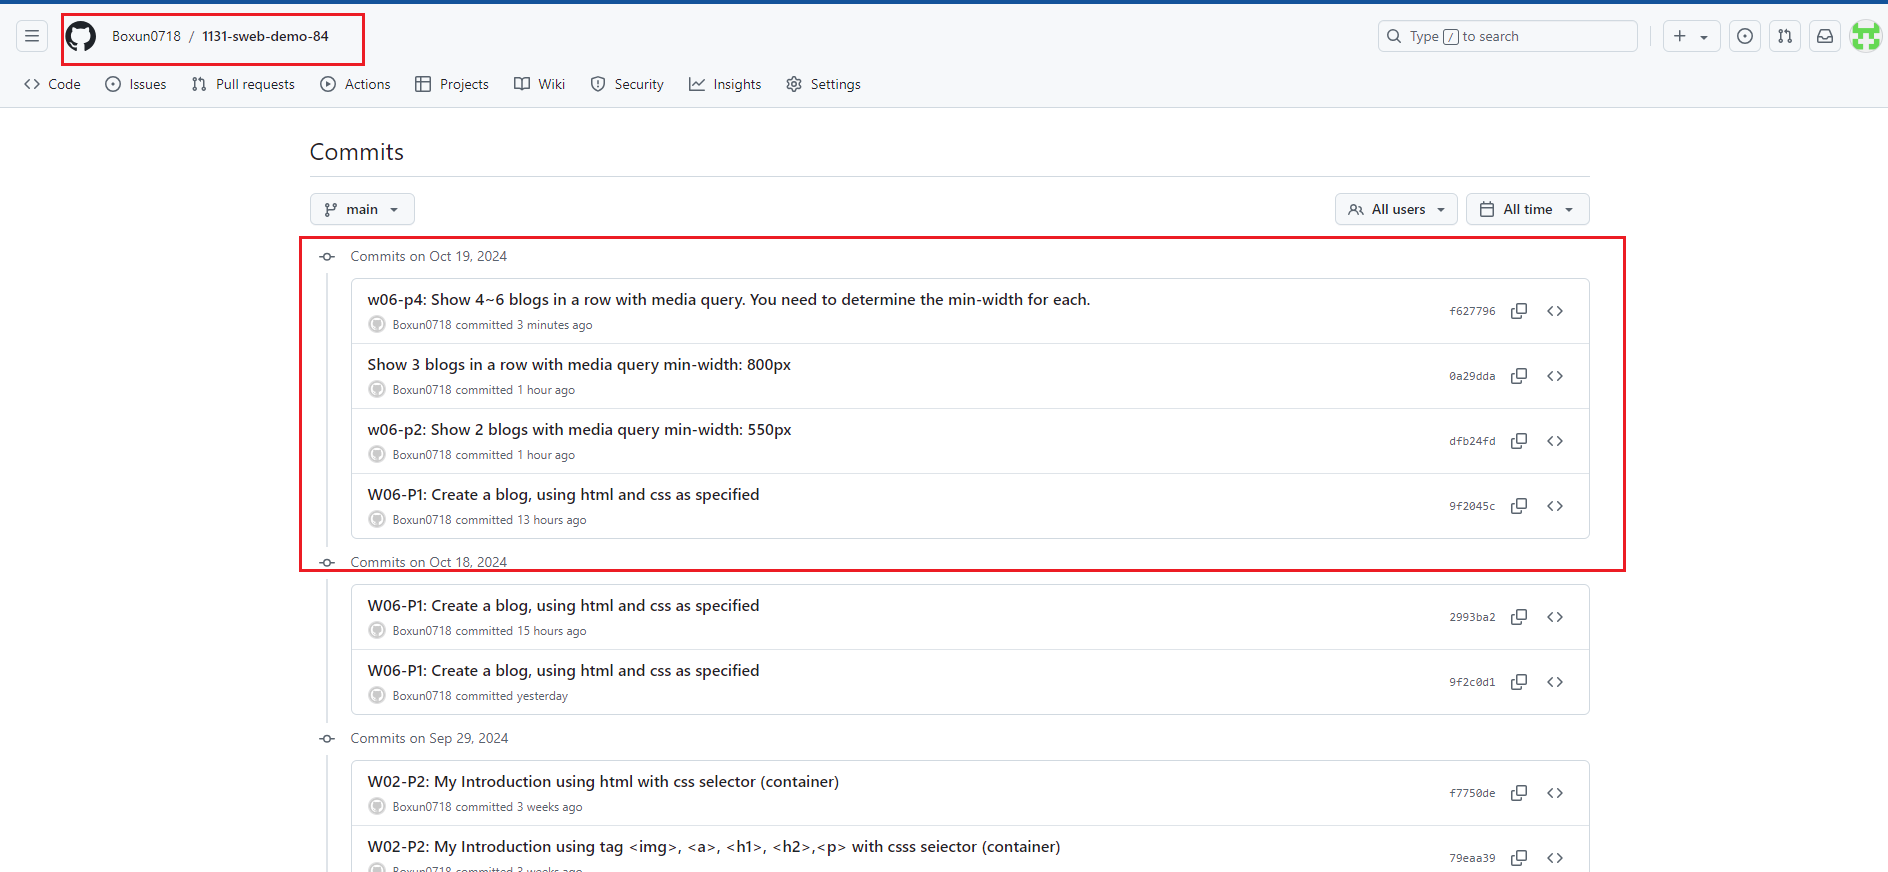 Boxun0718 / 1131-sweb-demo-84
Type / to search
Code Issues Pull requests Actions Projects Wiki Security Insights Settings
Commits
main
All users All time
Commits on Oct 19, 2024
w06-p4: Show 4~6 blogs in a row with media query. You need to determine the min-width for each.
f627796
Boxun0718 committed 3 minutes ago
Show 3 blogs in a row with media query min-width: 800px
0a29dda
Boxun0718 committed 1 hour ago
w06-p2: Show 2 blogs with media query min-width: 550px
dfb24fd
Boxun0718 committed 1 hour ago
W06-P1: Create a blog, using html and css as specified
9f2045c
Boxun0718 committed 13 hours ago
Commits on Oct 18, 2024
W06-P1: Create a blog, using html and css as specified
2993ba2
Boxun0718 committed 15 hours ago
W06-P1: Create a blog, using html and css as specified
9f2c0d1
Boxun0718 committed yesterday
Commits on Sep 29, 2024
W02-P2: My Introduction using html with css selector (container)
f7750de
Boxun0718 committed 3 weeks ago
W02-P2: My Introduction using tag <img>, <a>, <h1>, <h2>,<p> with csss seiector (container)
79eaa39
Boxun0718 committed 3 weeks ago